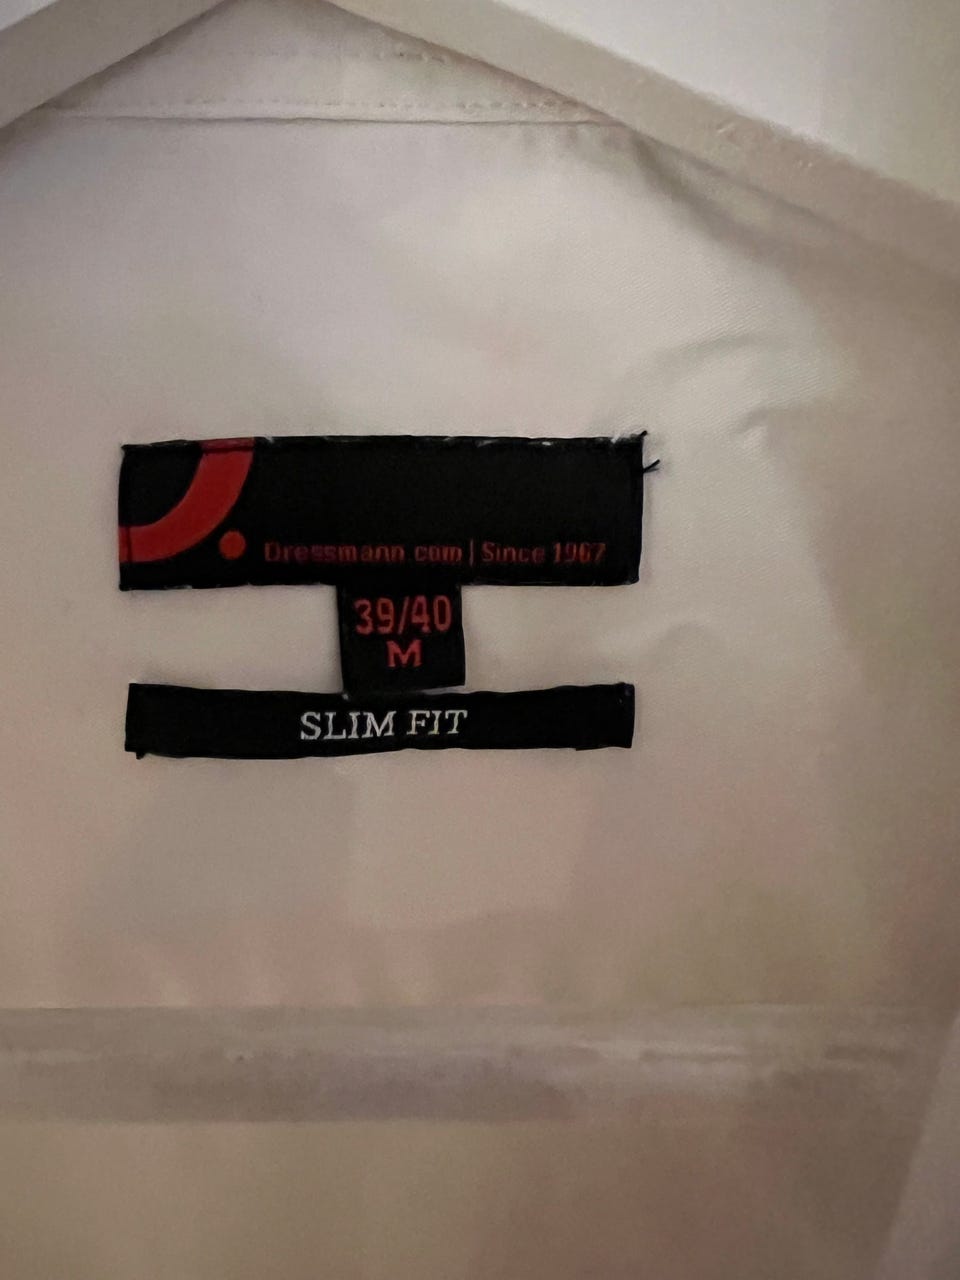 Dressmann.com | Since 1967
39/40
M
SLIM FIT